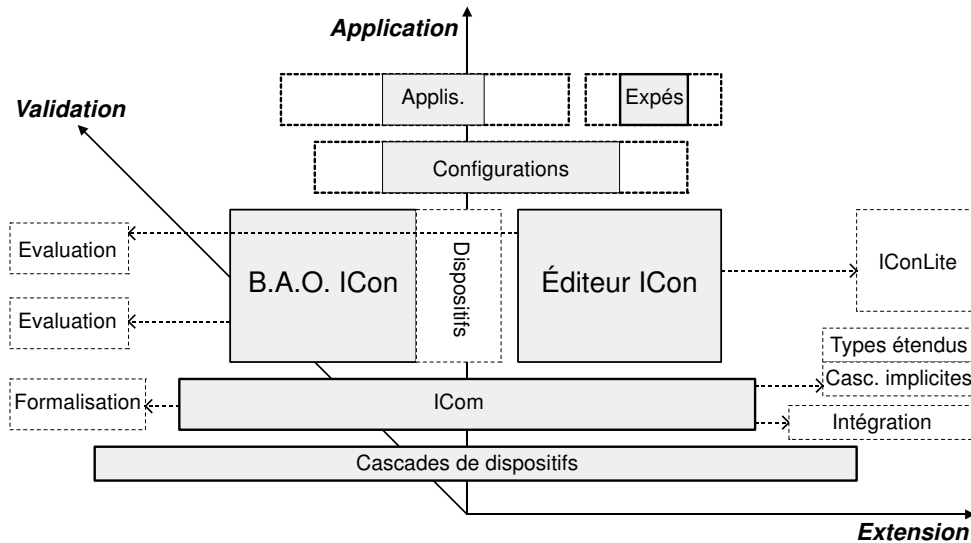 Application
Applis.
Expés
Validation
Configurations
Evaluation
B.A.O. ICon
Dispositifs
Éditeur ICon
IConLite
Evaluation
Types étendus
Casc. implicites
Formalisation
ICom
Intégration
Cascades de dispositifs
Extension